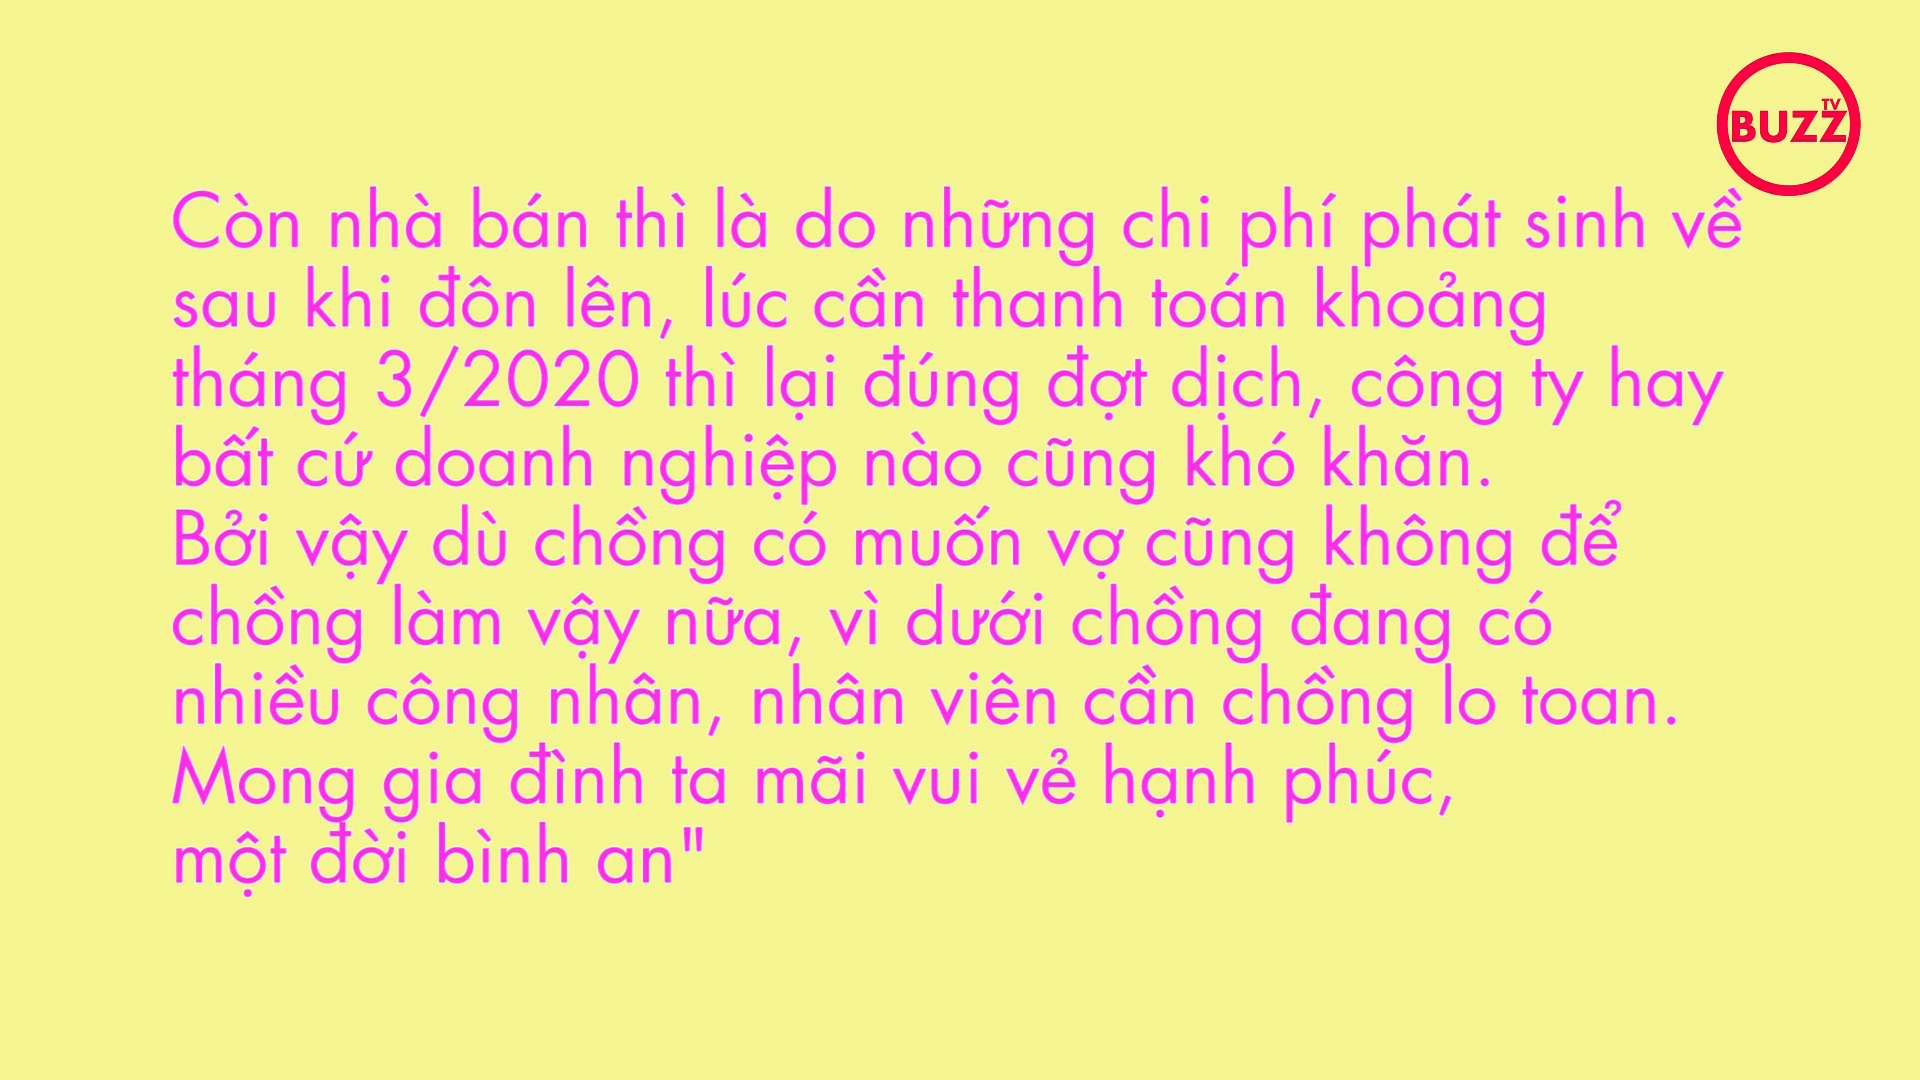 TV
BUZZ
Còn nhà bán thì là do những chi phí phát sinh về
sau khi đôn lên, lúc cần thanh toán khoảng
tháng 3/2020 thì lại đúng đợt dịch, công ty hay
bất cứ doanh nghiệp nào cũng khó khăn.
Bởi vậy dù chồng có muốn vợ cũng không để
chồng làm vậy nữa, vì dưới chồng đang có
nhiều công nhân, nhân viên cần chồng lo toan.
Mong gia đình ta mãi vui vẻ hạnh phúc,
một đời bình an"